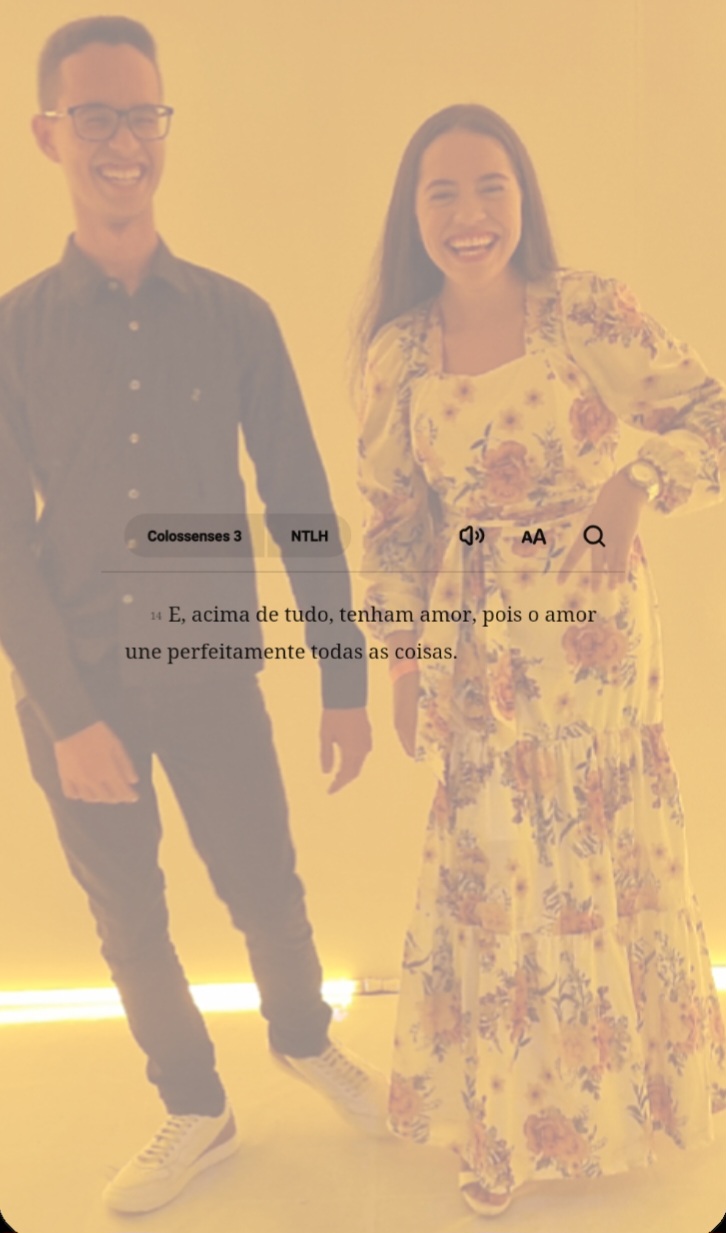 Colossenses 3 NTLH AA
14 E, acima de tudo, tenham amor, pois o amor
une perfeitamente todas as coisas.